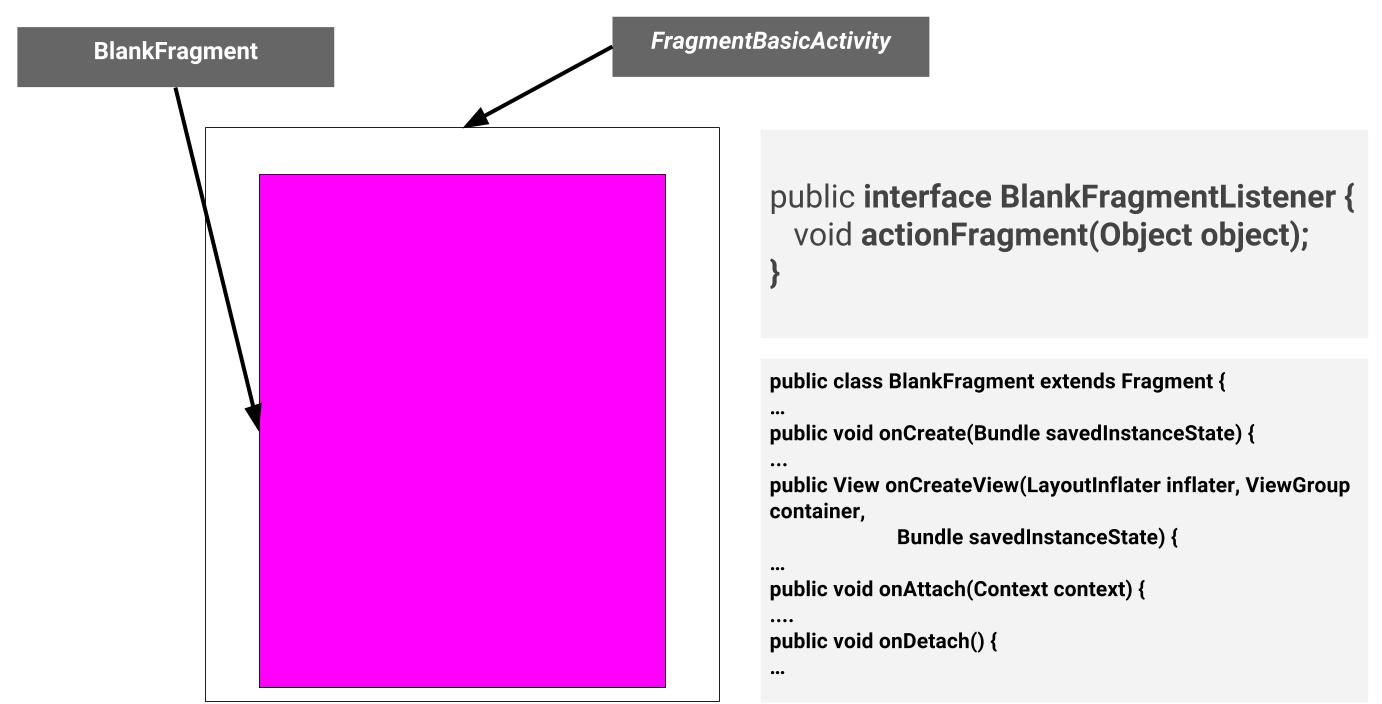 BlankFragment
FragmentBasicActivity
public interface BlankFragmentListener {
void actionFragment(Object object);
}
public class BlankFragment extends Fragment {
…
public void onCreate(Bundle savedInstanceState) {
...
public View onCreateView(LayoutInflater inflater, ViewGroup
container,
Bundle savedInstanceState) {
…
public void onAttach(Context context) {
....
public void onDetach() {
…